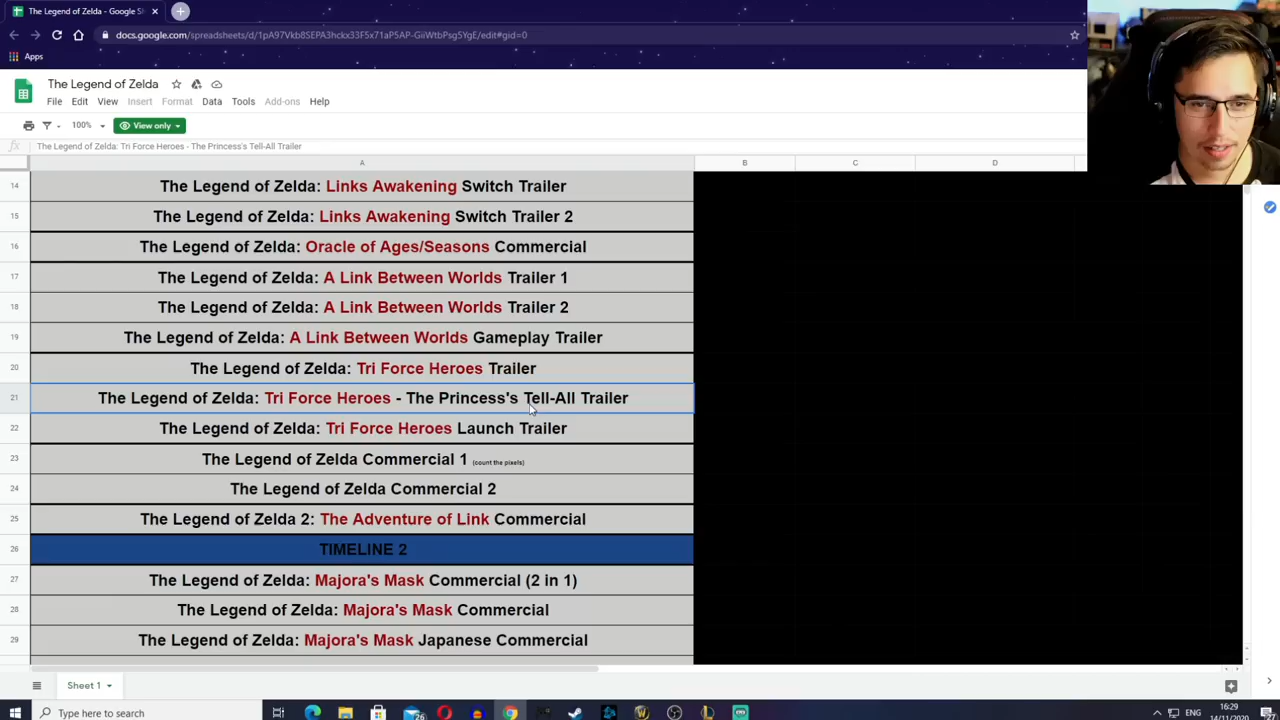 The Legend of Zelda - Google Sh
docs.google.com/spreadsheets/d/1pA97Vkb8SEPA3hckx33F5x71aP5AP-GiiWtbPsg5YgE/edit#gid=0
Apps
The Legend of Zelda
File Edit View Insert Format Data Tools Add-ons Help
100% View only
fx The Legend of Zelda: Tri Force Heroes - The Princess's Tell-All Trailer
A B C D
14 The Legend of Zelda: Links Awakening Switch Trailer
15 The Legend of Zelda: Links Awakening Switch Trailer 2
16 The Legend of Zelda: Oracle of Ages/Seasons Commercial
17 The Legend of Zelda: A Link Between Worlds Trailer 1
18 The Legend of Zelda: A Link Between Worlds Trailer 2
19 The Legend of Zelda: A Link Between Worlds Gameplay Trailer
20 The Legend of Zelda: Tri Force Heroes Trailer
21 The Legend of Zelda: Tri Force Heroes - The Princess's Tell-All Trailer
22 The Legend of Zelda: Tri Force Heroes Launch Trailer
23 The Legend of Zelda Commercial 1 (count the pixels)
24 The Legend of Zelda Commercial 2
25 The Legend of Zelda 2: The Adventure of Link Commercial
26 TIMELINE 2
27 The Legend of Zelda: Majora's Mask Commercial (2 in 1)
28 The Legend of Zelda: Majora's Mask Commercial
29 The Legend of Zelda: Majora's Mask Japanese Commercial
Sheet 1
Type here to search
26
ENG
16:29
14/11/2020